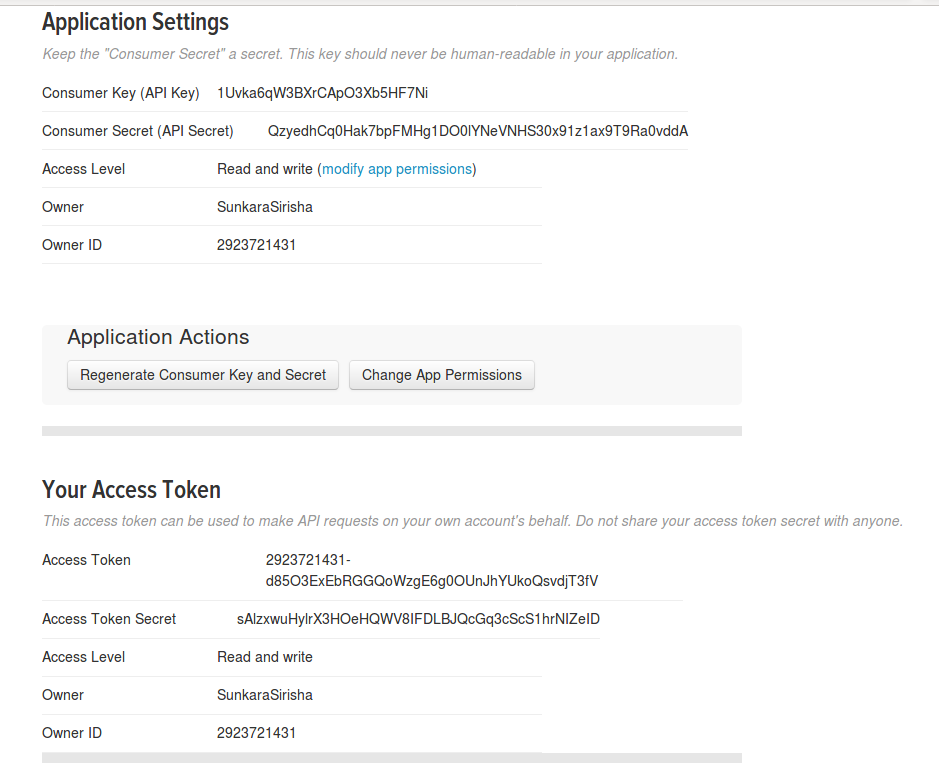 Application Settings
Keep the "Consumer Secret" a secret. This key should never be human-readable in your application.
Consumer Key (API Key) 1Uvka6qW3BXrCApO3Xb5HF7Ni
Consumer Secret (API Secret)
Access Level Read and write (modify app permissions)
Owner SunkaraSirisha
Owner ID 2923721431
Application Actions
Regenerate Consumer Key and Secret Change App Permissions
Your Access Token
This access token can be used to make API requests on your own account's behalf. Do not share your access token secret with anyone.
Access Token 2923721431-
d85O3ExEbRGGQoWzgE6g0OUnJhYUkoQsvdjT3fV
Access Token Secret
Access Level Read and write
Owner SunkaraSirisha
Owner ID 2923721431